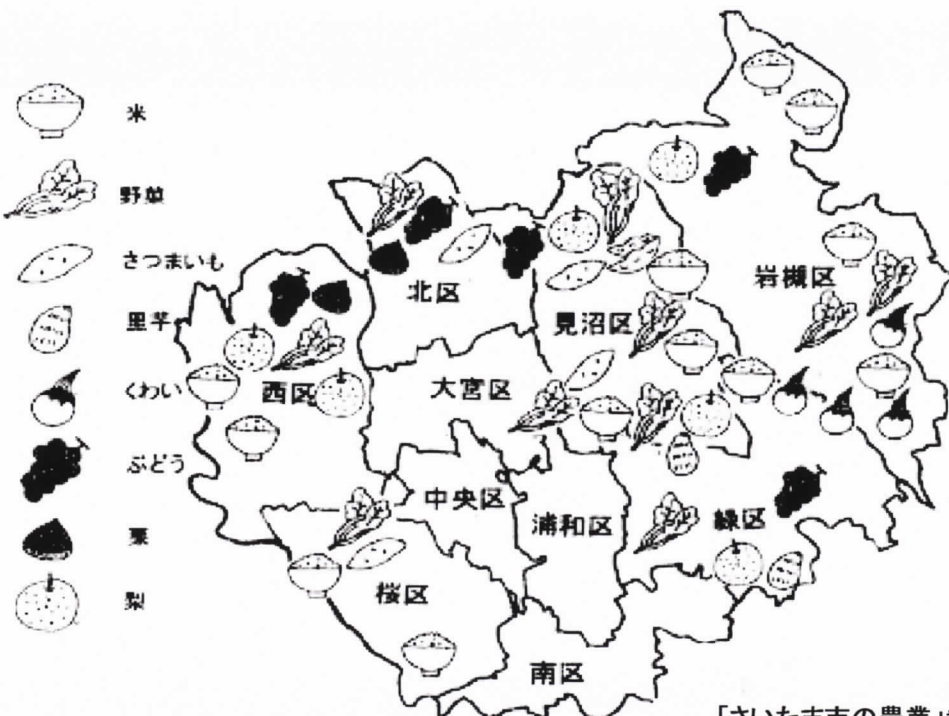 米
野菜
さつまいも
里芋
くわい
ぶどう
栗
梨
北区
岩槻区
見沼区
西区
大宮区
中央区
浦和区
緑区
桜区
南区
「さいたま市の農業」